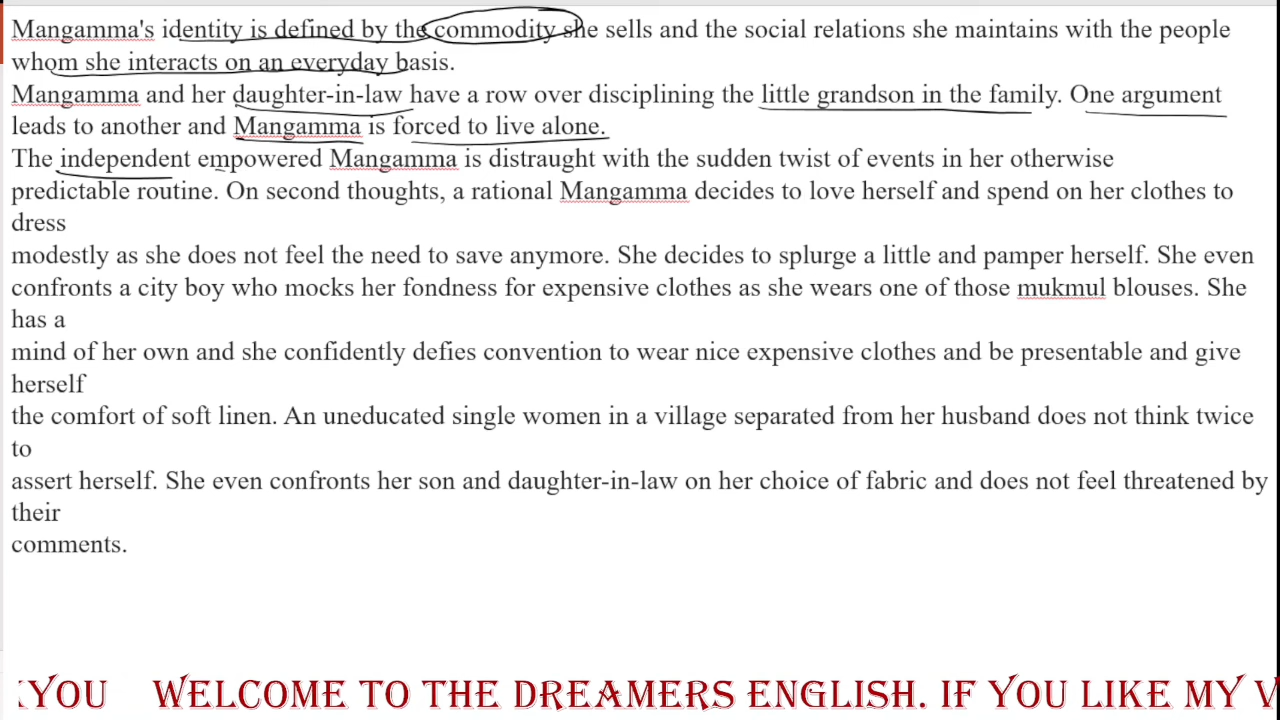 Mangamma's identity is defined by the commodity she sells and the social relations she maintains with the people
whom she interacts on an everyday basis.
Mangamma and her daughter-in-law have a row over disciplining the little grandson in the family. One argument
leads to another and Mangamma is forced to live alone.
The independent empowered Mangamma is distraught with the sudden twist of events in her otherwise
predictable routine. On second thoughts, a rational Mangamma decides to love herself and spend on her clothes to
dress
modestly as she does not feel the need to save anymore. She decides to splurge a little and pamper herself. She even
confronts a city boy who mocks her fondness for expensive clothes as she wears one of those mukmul blouses. She
has a
mind of her own and she confidently defies convention to wear nice expensive clothes and be presentable and give
herself
the comfort of soft linen. An uneducated single women in a village separated from her husband does not think twice
to
assert herself. She even confronts her son and daughter-in-law on her choice of fabric and does not feel threatened by
their
comments.
YOU WELCOME TO THE DREAMERS ENGLISH. IF YOU LIKE MY